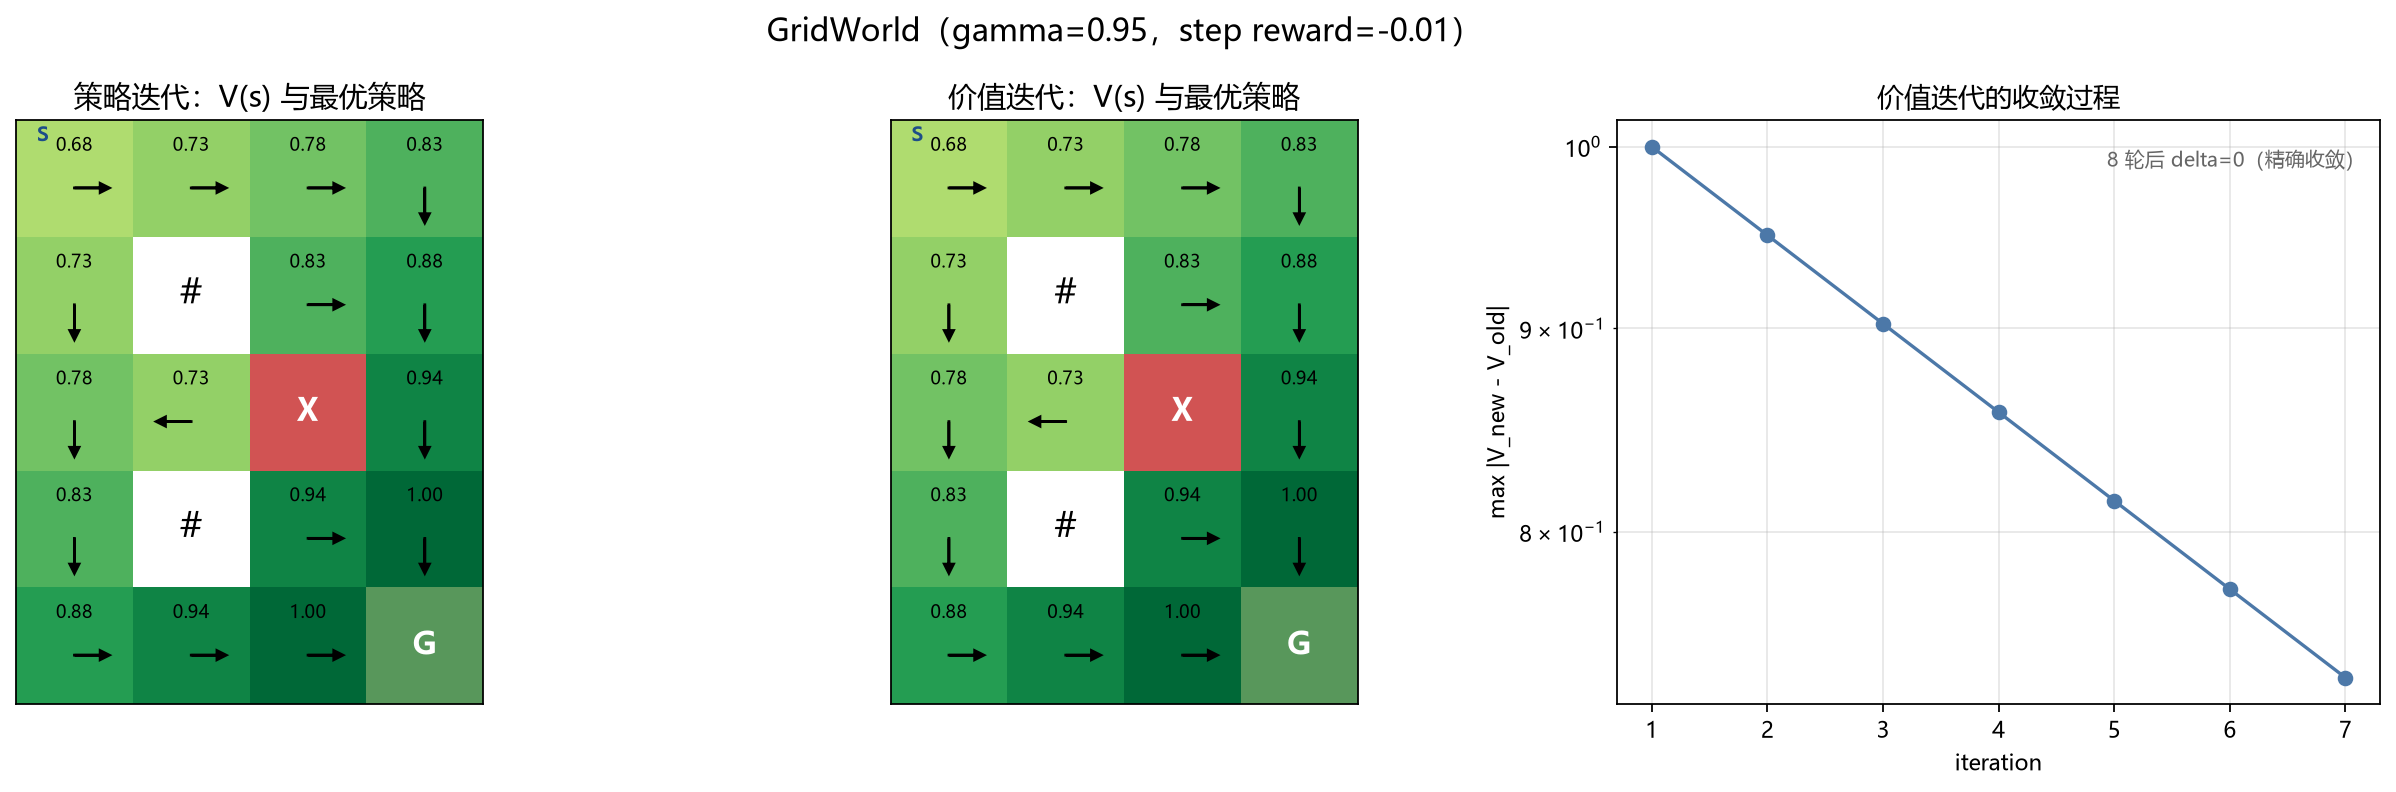 GridWorld（gamma=0.95，step reward=-0.01）
策略迭代：V(s) 与最优策略
S 0.68 0.73 0.78 0.83
0.73 # 0.83 0.88
0.78 0.73 X 0.94
0.83 # 0.94 1.00
0.88 0.94 1.00 G
价值迭代：V(s) 与最优策略
S 0.68 0.73 0.78 0.83
0.73 # 0.83 0.88
0.78 0.73 X 0.94
0.83 # 0.94 1.00
0.88 0.94 1.00 G
价值迭代的收敛过程
8 轮后 delta=0（精确收敛）
max |V_new - V_old|
10⁰
9 × 10⁻¹
8 × 10⁻¹
1 2 3 4 5 6 7
iteration